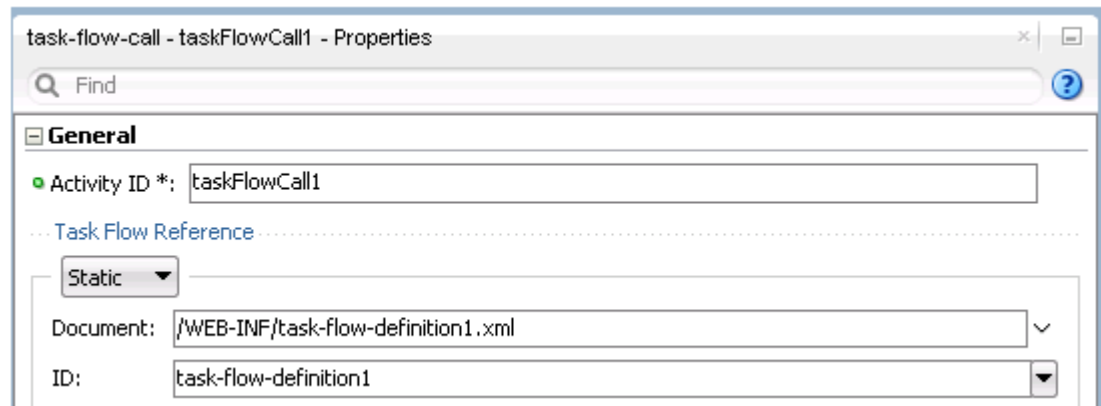 task-flow-call - taskFlowCall1 - Properties
Find
General
Activity ID *: taskFlowCall1
Task Flow Reference
Static
Document: /WEB-INF/task-flow-definition1.xml
ID: task-flow-definition1